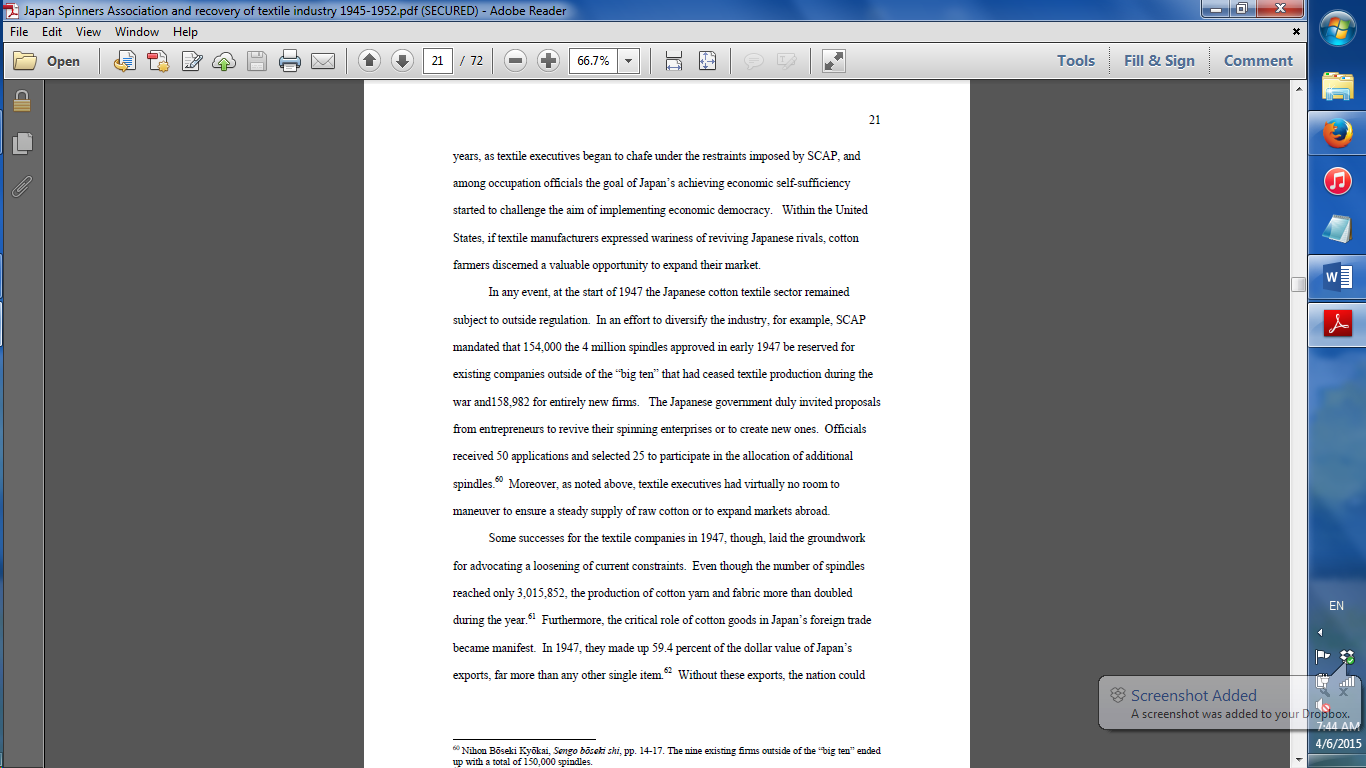 Japan Spinners Association and recovery of textile industry 1945-1952.pdf (SECURED) - Adobe Reader
File Edit View Window Help
Open 21 / 72 66.7% Tools Fill & Sign Comment
21
years, as textile executives began to chafe under the restraints imposed by SCAP, and
among occupation officials the goal of Japan’s achieving economic self-sufficiency
started to challenge the aim of implementing economic democracy. Within the United
States, if textile manufacturers expressed wariness of reviving Japanese rivals, cotton
farmers discerned a valuable opportunity to expand their market.
In any event, at the start of 1947 the Japanese cotton textile sector remained
subject to outside regulation. In an effort to diversify the industry, for example, SCAP
mandated that 154,000 the 4 million spindles approved in early 1947 be reserved for
existing companies outside of the “big ten” that had ceased textile production during the
war and158,982 for entirely new firms. The Japanese government duly invited proposals
from entrepreneurs to revive their spinning enterprises or to create new ones. Officials
received 50 applications and selected 25 to participate in the allocation of additional
spindles.60 Moreover, as noted above, textile executives had virtually no room to
maneuver to ensure a steady supply of raw cotton or to expand markets abroad.
Some successes for the textile companies in 1947, though, laid the groundwork
for advocating a loosening of current constraints. Even though the number of spindles
reached only 3,015,852, the production of cotton yarn and fabric more than doubled
during the year.61 Furthermore, the critical role of cotton goods in Japan’s foreign trade
became manifest. In 1947, they made up 59.4 percent of the dollar value of Japan’s
exports, far more than any other single item.62 Without these exports, the nation could
60 Nihon Bōseki Kyōkai, Sengo bōseki shi, pp. 14-17. The nine existing firms outside of the “big ten” ended
up with a total of 150,000 spindles.
EN
Screenshot Added
A screenshot was added to your Dropbox.
7:44 AM
4/6/2015